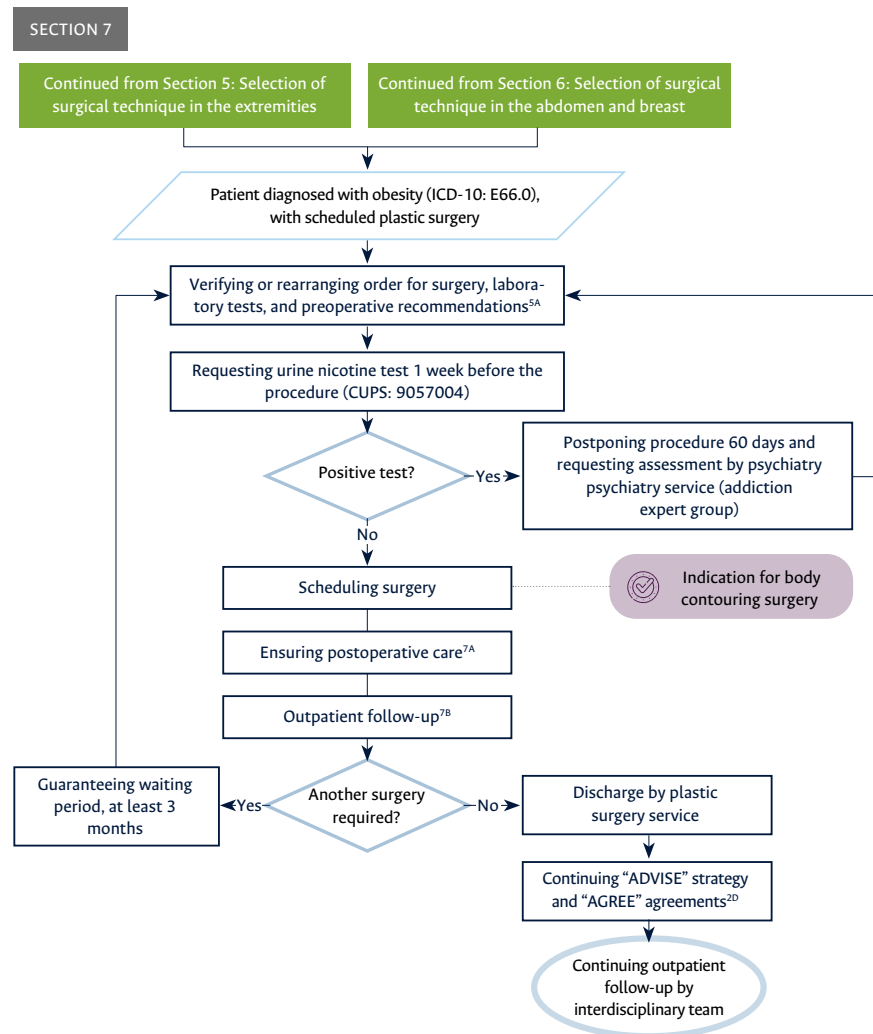 SECTION 7
Continued from Section 5: Selection of
surgical technique in the extremities
Continued from Section 6: Selection of surgical
technique in the abdomen and breast
Patient diagnosed with obesity (ICD-10: E66.0),
with scheduled plastic surgery
Verifying or rearranging order for surgery, labora-
tory tests, and preoperative recommendations5A
Requesting urine nicotine test 1 week before the
procedure (CUPS: 9057004)
Positive test?
Yes
Postponing procedure 60 days and
requesting assessment by psychiatry
psychiatry service (addiction
expert group)
No
Scheduling surgery
Indication for body
contouring surgery
Ensuring postoperative care7A
Outpatient follow-up7B
Guaranteeing waiting
period, at least 3
months
Yes
Another surgery
required?
No
Discharge by plastic
surgery service
Continuing “ADVISE” strategy
and “AGREE” agreements2D
Continuing outpatient
follow-up by
interdisciplinary team